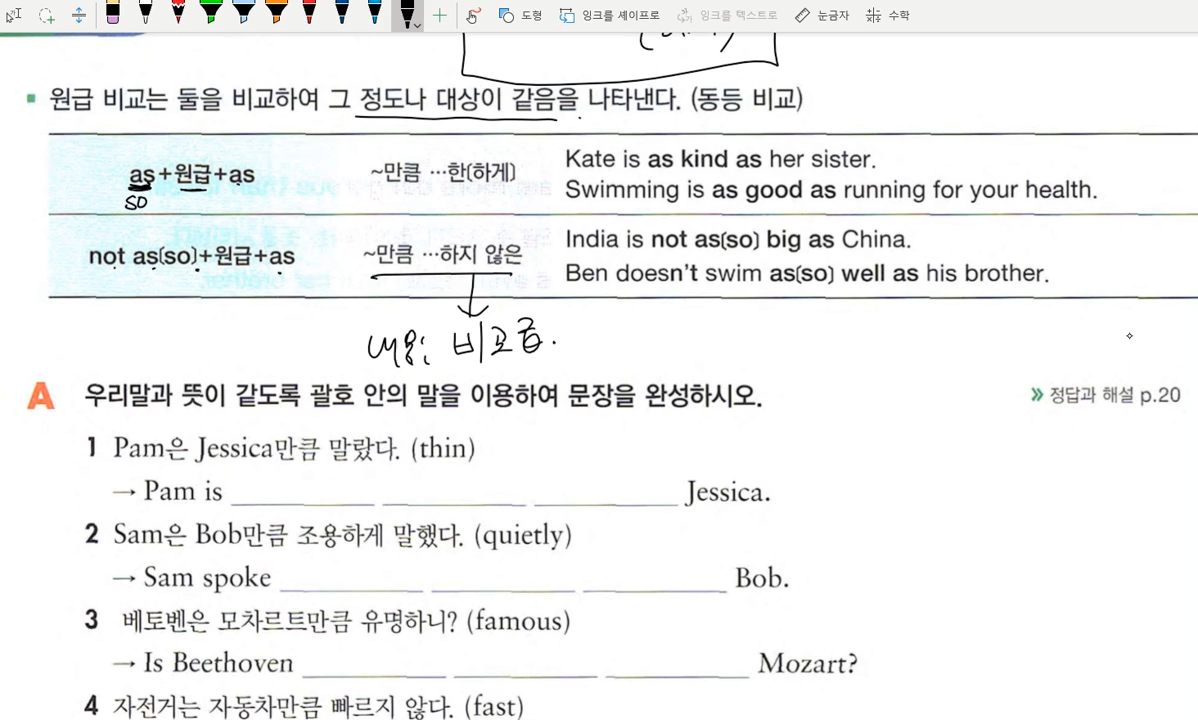 도형 잉크를 셰이프로 잉크를 텍스트로 눈금자 수학
원급 비교는 둘을 비교하여 그 정도나 대상이 같음을 나타낸다. (동등 비교)
as+원급+as ~만큼 …한(하게) Kate is as kind as her sister.
so Swimming is as good as running for your health.
not as(so)+원급+as ~만큼 …하지 않은 India is not as(so) big as China.
Ben doesn't swim as(so) well as his brother.
내용: 비교급.
A 우리말과 뜻이 같도록 괄호 안의 말을 이용하여 문장을 완성하시오. 정답과 해설 p.20
1 Pam은 Jessica만큼 말랐다. (thin)
→ Pam is ___ ___ ___ Jessica.
2 Sam은 Bob만큼 조용하게 말했다. (quietly)
→ Sam spoke ___ ___ ___ Bob.
3 베토벤은 모차르트만큼 유명하니? (famous)
→ Is Beethoven ___ ___ ___ Mozart?
4 자전거는 자동차만큼 빠르지 않다. (fast)